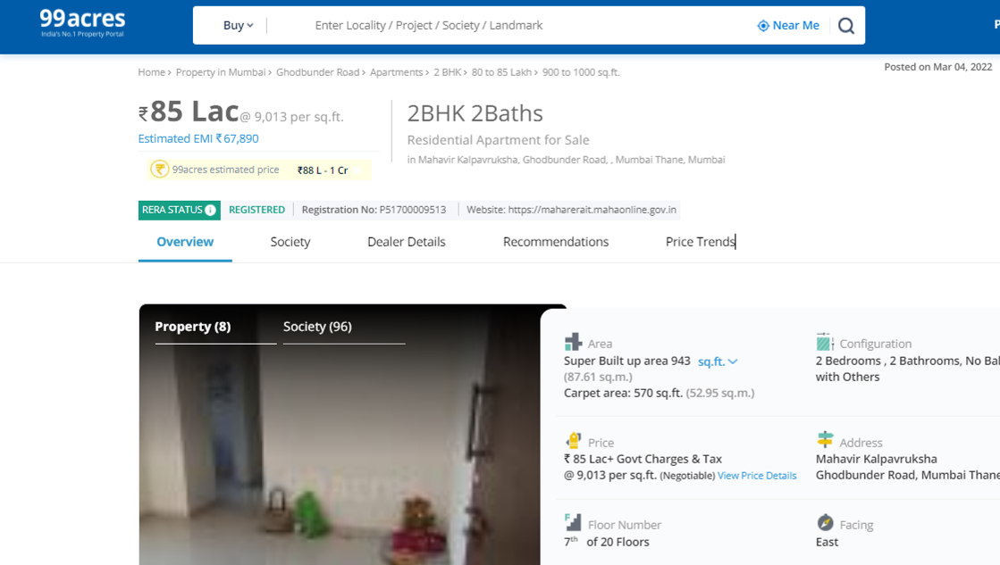 99acres
India's No.1 Property Portal
Buy
Enter Locality / Project / Society / Landmark
Near Me
P
Home › Property in Mumbai › Ghodbunder Road › Apartments › 2 BHK › 80 to 85 Lakh › 900 to 1000 sq.ft.
Posted on Mar 04, 2022
₹85 Lac @ 9,013 per sq.ft.
Estimated EMI ₹67,890
99acres estimated price ₹88 L - 1 Cr
2BHK 2Baths
Residential Apartment for Sale
in Mahavir Kalpavruksha, Ghodbunder Road, , Mumbai Thane, Mumbai
RERA STATUS i REGISTERED Registration No: P51700009513 Website: https://maharerait.mahaonline.gov.in
Overview Society Dealer Details Recommendations Price Trends
Property (8) Society (96)
Area
Super Built up area 943 sq.ft.
(87.61 sq.m.)
Carpet area: 570 sq.ft. (52.95 sq.m.)
Configuration
2 Bedrooms , 2 Bathrooms, No Bal
with Others
Price
₹ 85 Lac+ Govt Charges & Tax
@ 9,013 per sq.ft. (Negotiable) View Price Details
Address
Mahavir Kalpavruksha
Ghodbunder Road, Mumbai Thane
Floor Number
7th of 20 Floors
Facing
East